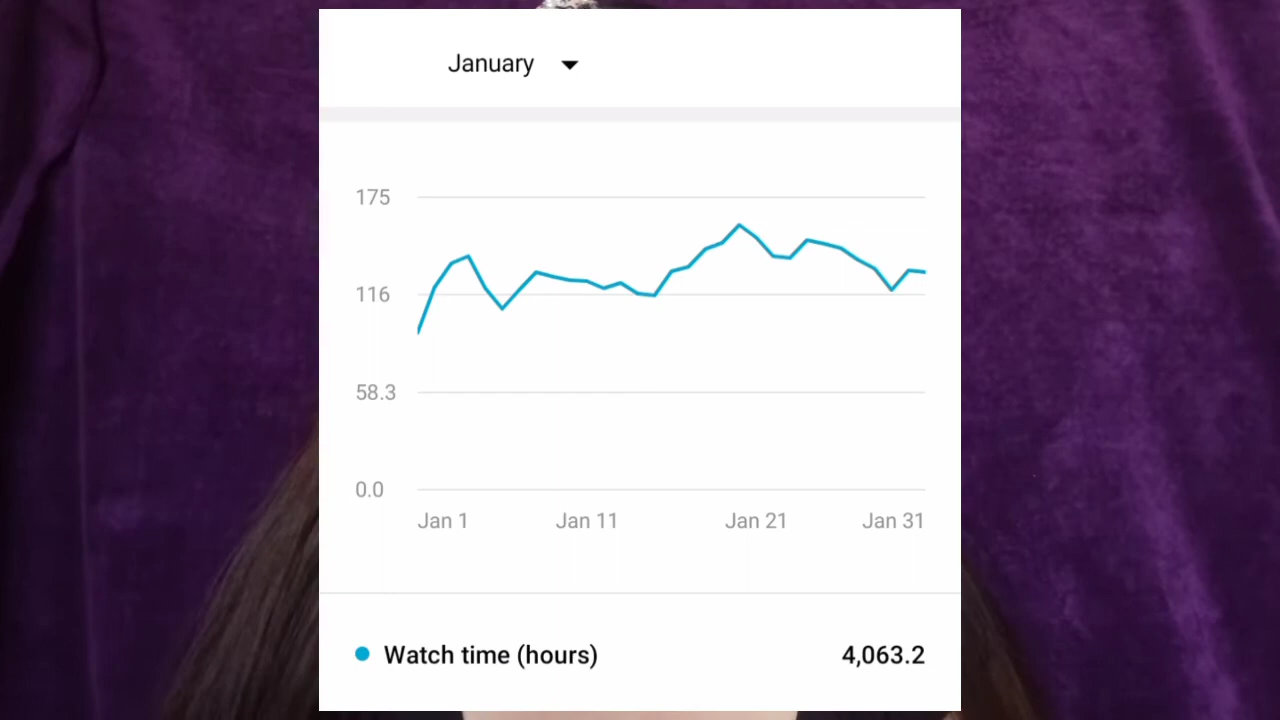 January
175
116
58.3
0.0
Jan 1 Jan 11 Jan 21 Jan 31
Watch time (hours) 4,063.2